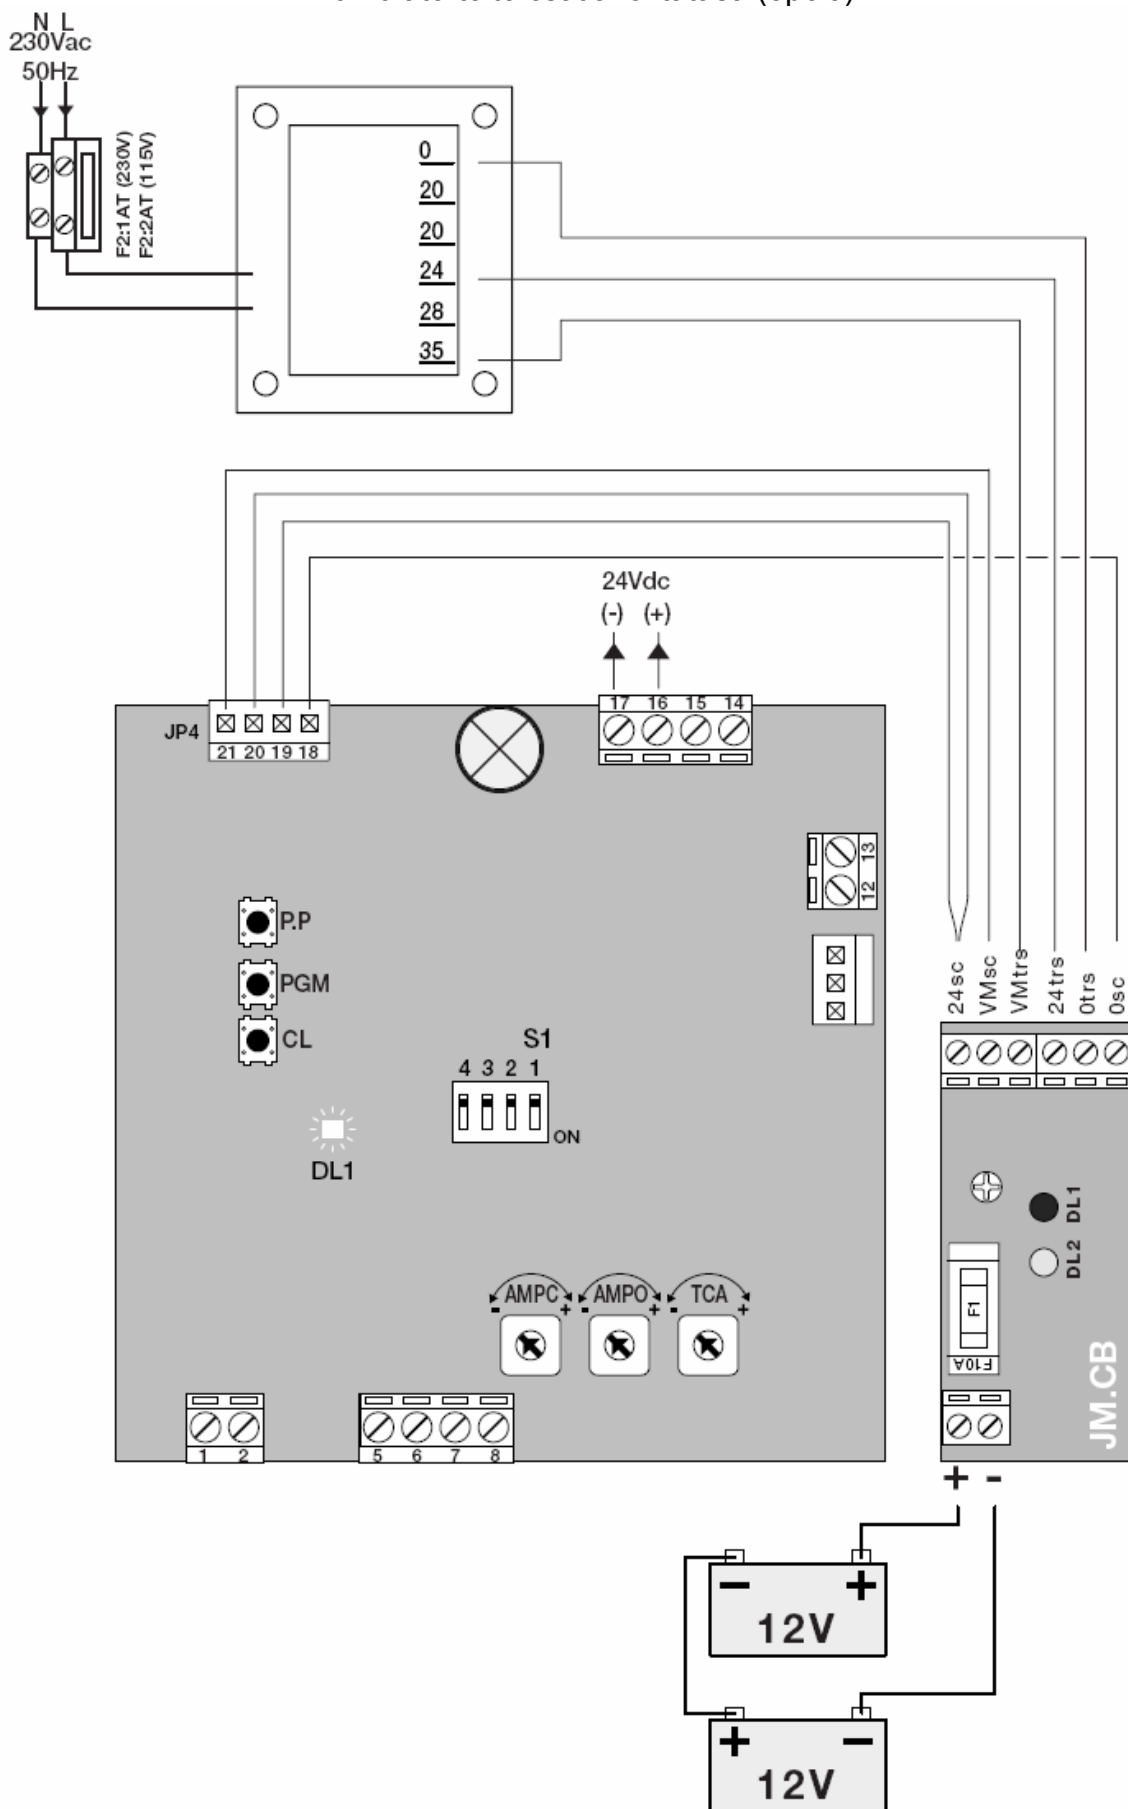 N L
230Vac
50Hz
F2:1AT (230V)
F2:2AT (115V)
0
20
20
24
28
35
24Vdc
(-) (+)
JP4
21 20 19 18
17 16 15 14
13
12
P.P
PGM
CL
S1
4 3 2 1
ON
DL1
24sc
VMsc
VMtrs
24trs
0trs
0sc
DL1
DL2
F1
F10A
JM.CB
AMPC
- +
AMPO
- +
TCA
- +
1 2
5 6 7 8
+ -
- +
12V
+ -
12V